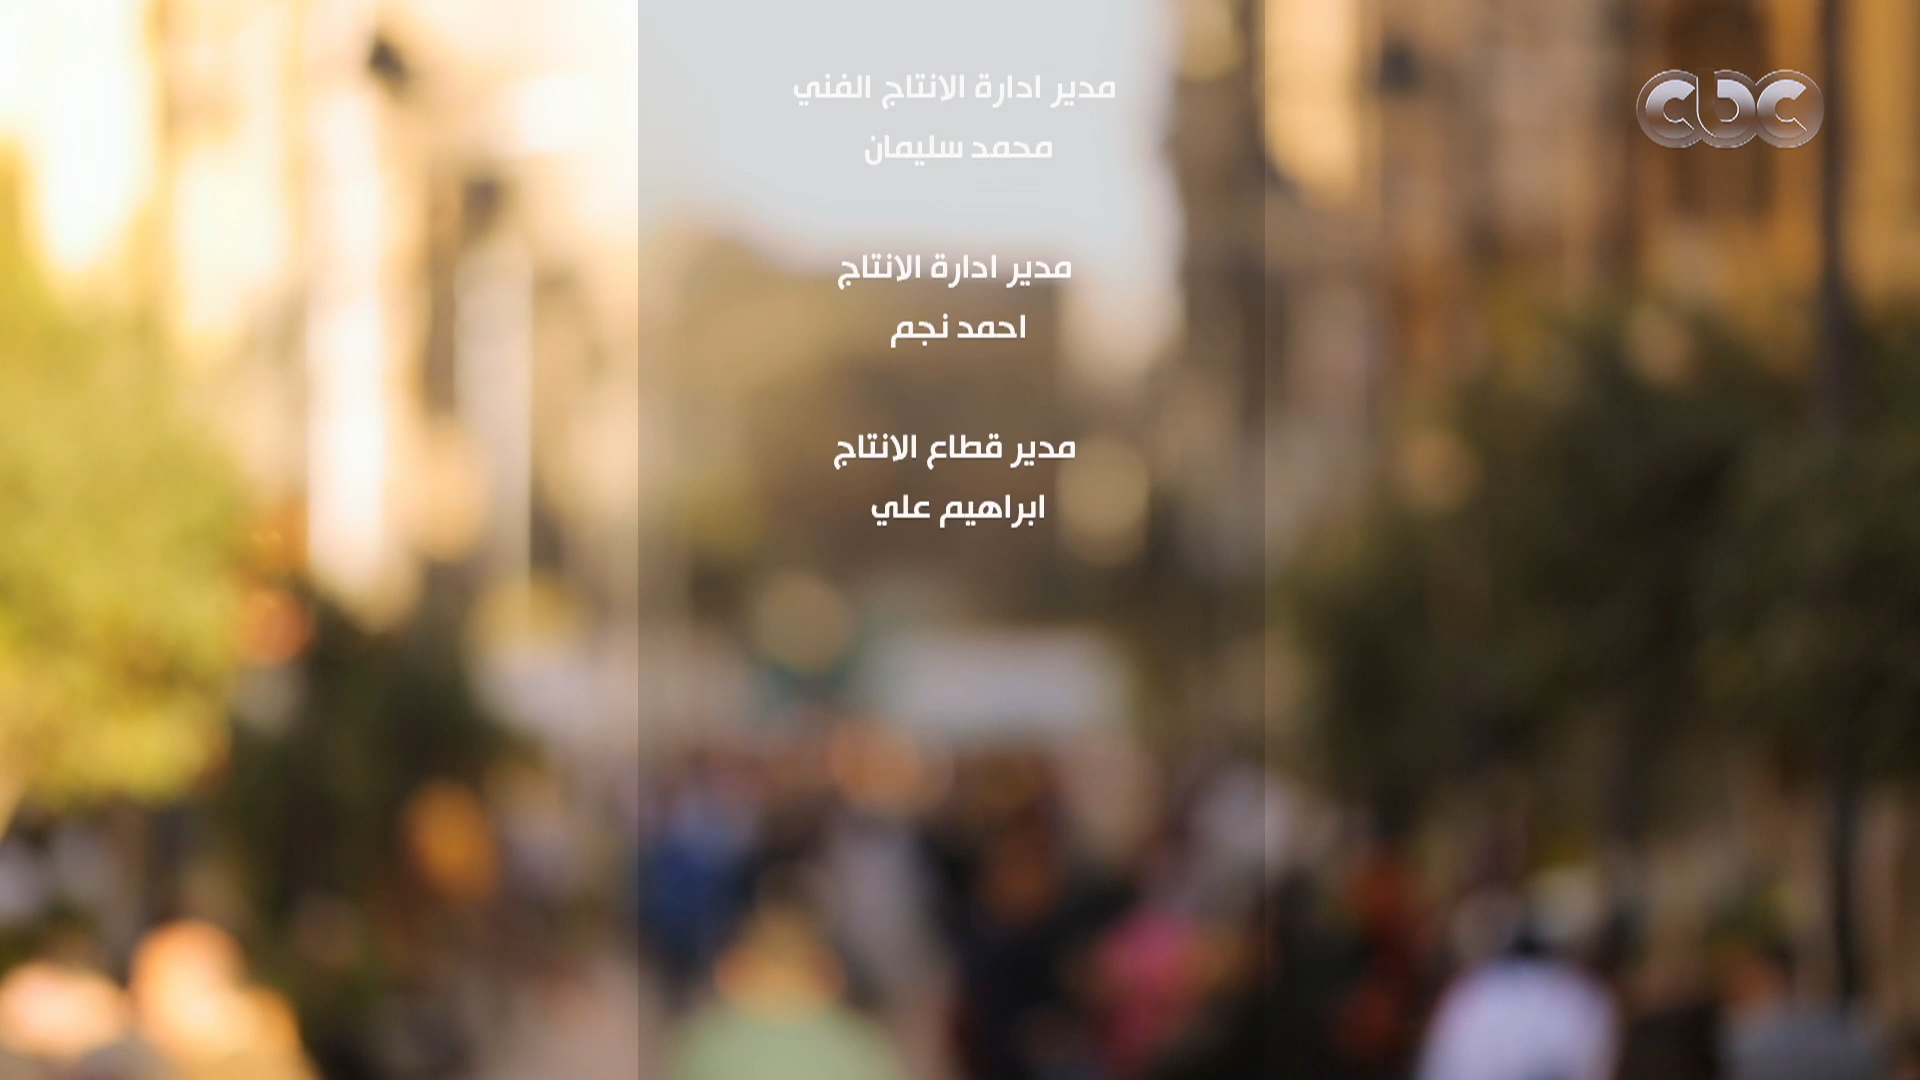 cbc
مدير ادارة الانتاج الفني
محمد سليمان
مدير ادارة الانتاج
احمد نجم
مدير قطاع الانتاج
ابراهيم علي